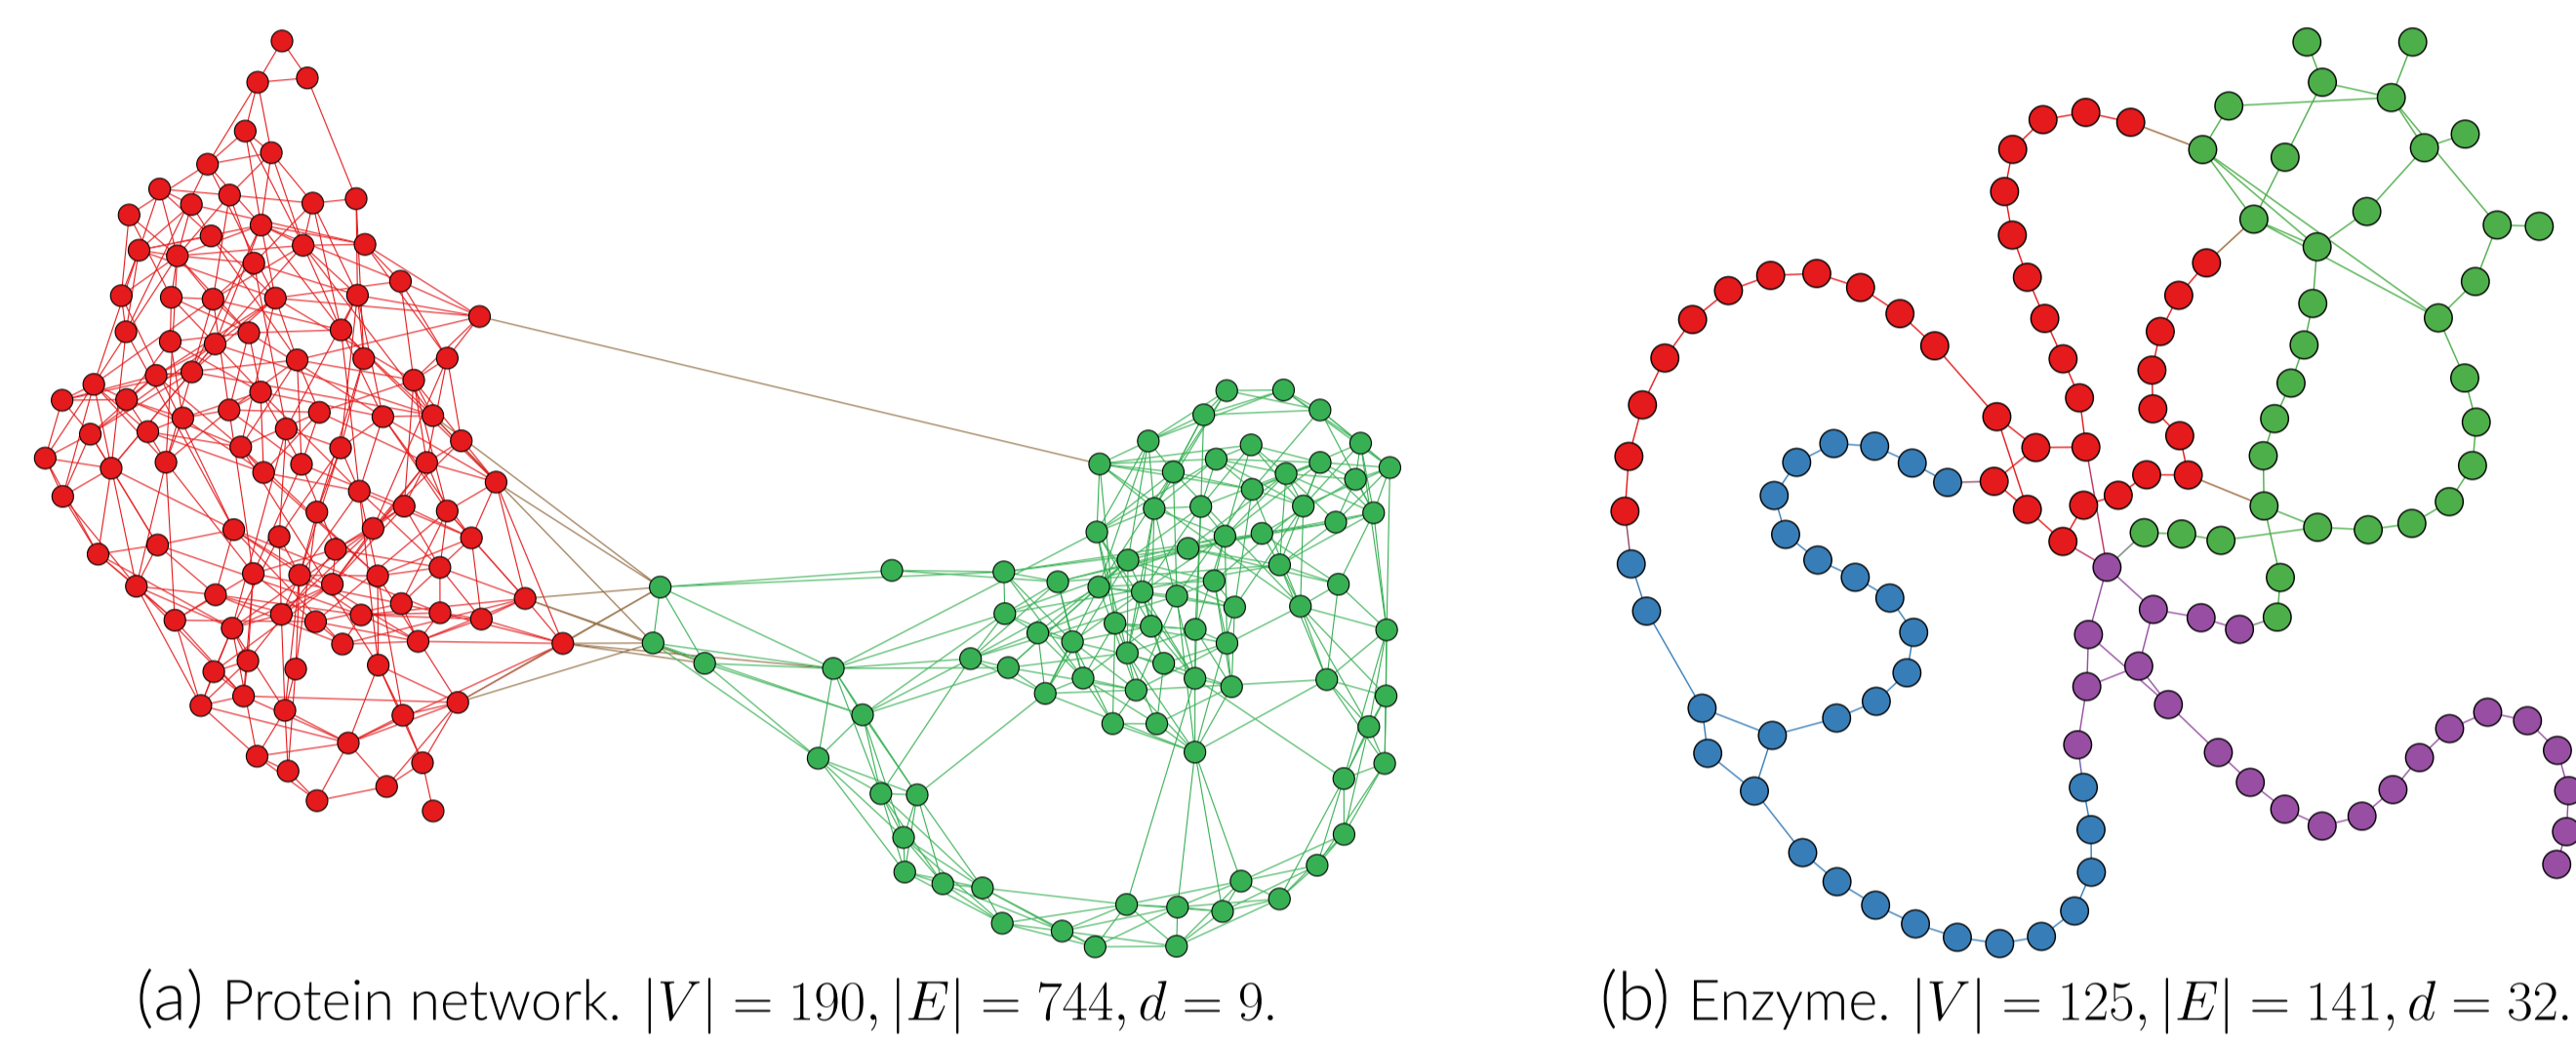 (a) Protein network. |V| = 190, |E| = 744, d = 9.
(b) Enzyme. |V| = 125, |E| = 141, d = 32.